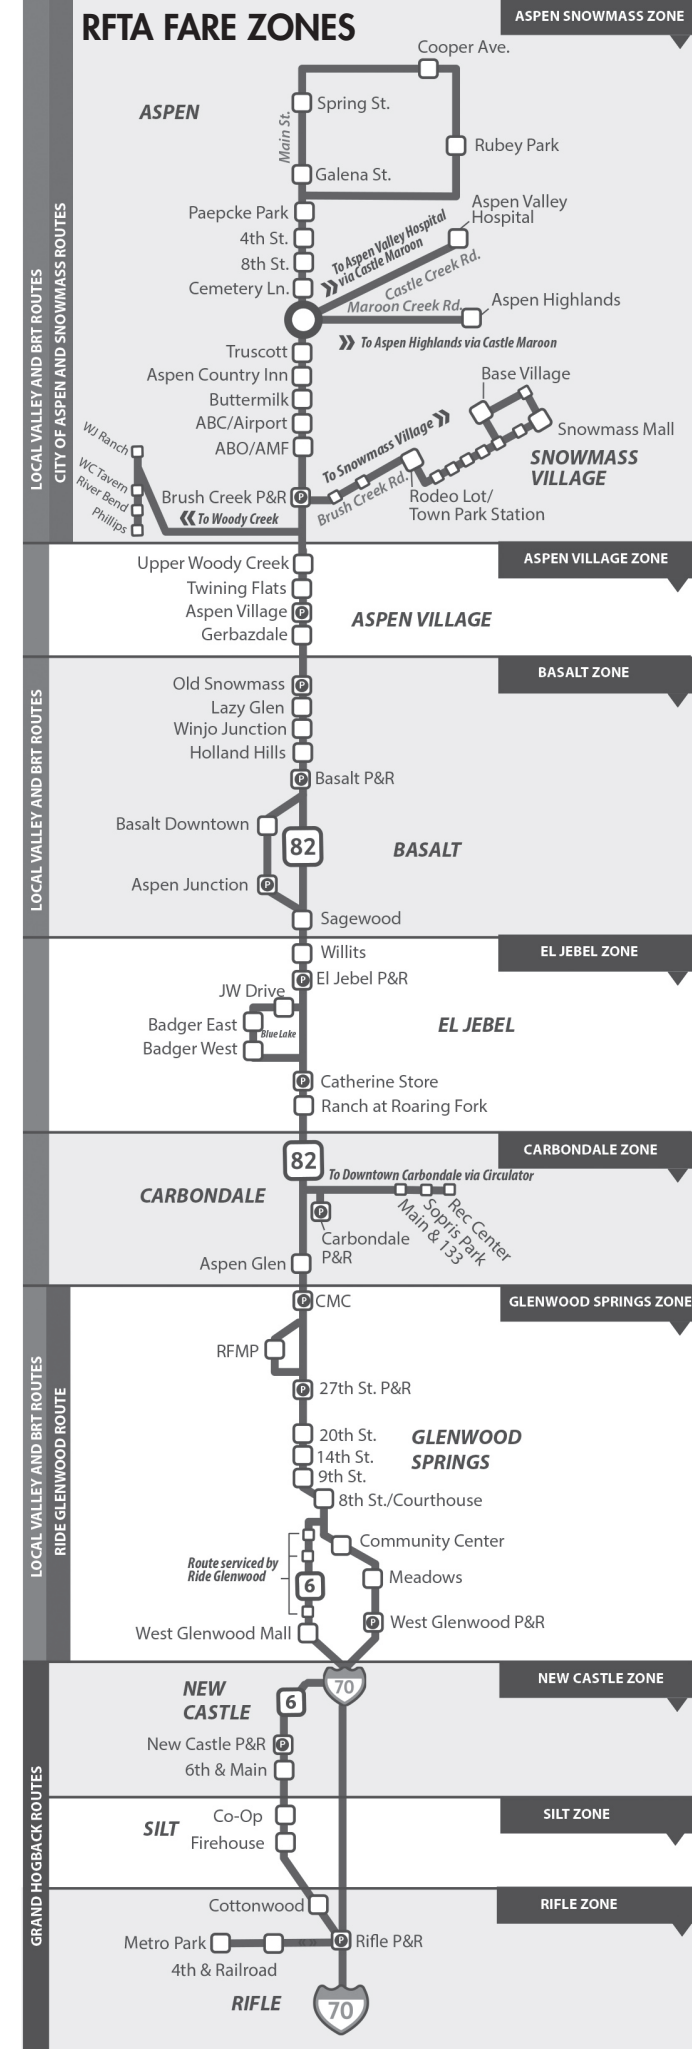 RFTA FARE ZONES
ASPEN SNOWMASS ZONE
LOCAL VALLEY AND BRT ROUTES
CITY OF ASPEN AND SNOWMASS ROUTES
Cooper Ave.
ASPEN
Spring St.
Main St.
Rubey Park
Galena St.
Paepcke Park
Aspen Valley
Hospital
4th St.
To Aspen Valley Hospital
via Castle Maroon
8th St.
Castle Creek Rd.
Cemetery Ln.
Maroon Creek Rd.
Aspen Highlands
To Aspen Highlands via Castle Maroon
Truscott
Aspen Country Inn
Base Village
Buttermilk
ABC/Airport
Snowmass Mall
ABO/AMF
To Snowmass Village
SNOWMASS
VILLAGE
WJ Ranch
WC Tavern
River Bend
Phillips
Brush Creek P&R
P
Brush Creek Rd.
Rodeo Lot/
Town Park Station
To Woody Creek
ASPEN VILLAGE ZONE
Upper Woody Creek
Twining Flats
Aspen Village
P
ASPEN VILLAGE
Gerbazdale
BASALT ZONE
LOCAL VALLEY AND BRT ROUTES
Old Snowmass
P
Lazy Glen
Winjo Junction
Holland Hills
P
Basalt P&R
Basalt Downtown
82
BASALT
Aspen Junction
P
Sagewood
EL JEBEL ZONE
Willits
P
El Jebel P&R
JW Drive
Badger East
Blue Lake
EL JEBEL
Badger West
P
Catherine Store
Ranch at Roaring Fork
CARBONDALE ZONE
82
To Downtown Carbondale via Circulator
CARBONDALE
P
Carbondale
P&R
Main & 133
Sopris Park
Rec Center
Aspen Glen
GLENWOOD SPRINGS ZONE
LOCAL VALLEY AND BRT ROUTES
RIDE GLENWOOD ROUTE
P
CMC
RFMP
P
27th St. P&R
20th St.
GLENWOOD
SPRINGS
14th St.
9th St.
8th St./Courthouse
Community Center
Route serviced by
Ride Glenwood
6
Meadows
P
West Glenwood P&R
West Glenwood Mall
NEW CASTLE ZONE
GRAND HOGBACK ROUTES
70
NEW
CASTLE
6
New Castle P&R
P
6th & Main
SILT ZONE
Co-Op
SILT
Firehouse
RIFLE ZONE
Cottonwood
Metro Park
P
Rifle P&R
4th & Railroad
RIFLE
70